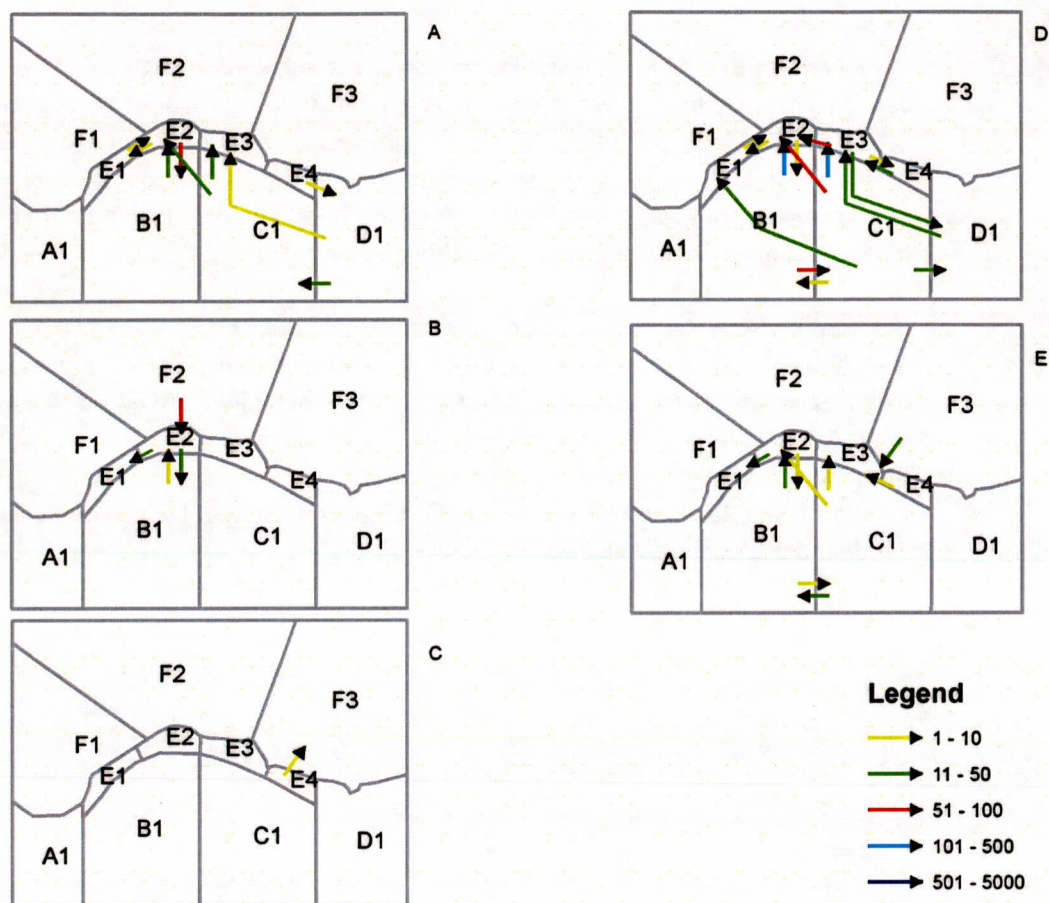 A
F2
F3
F1
E2
E3
E1
E4
B1
C1
A1
D1
B
F2
F3
F1
E2
E3
E1
E4
B1
C1
A1
D1
C
F2
F3
F1
E2
E3
E1
E4
B1
C1
A1
D1
D
F2
F3
F1
E2
E3
E1
E4
B1
C1
A1
D1
E
F2
F3
F1
E2
E3
E1
E4
B1
C1
A1
D1
Legend
1 - 10
11 - 50
51 - 100
101 - 500
501 - 5000